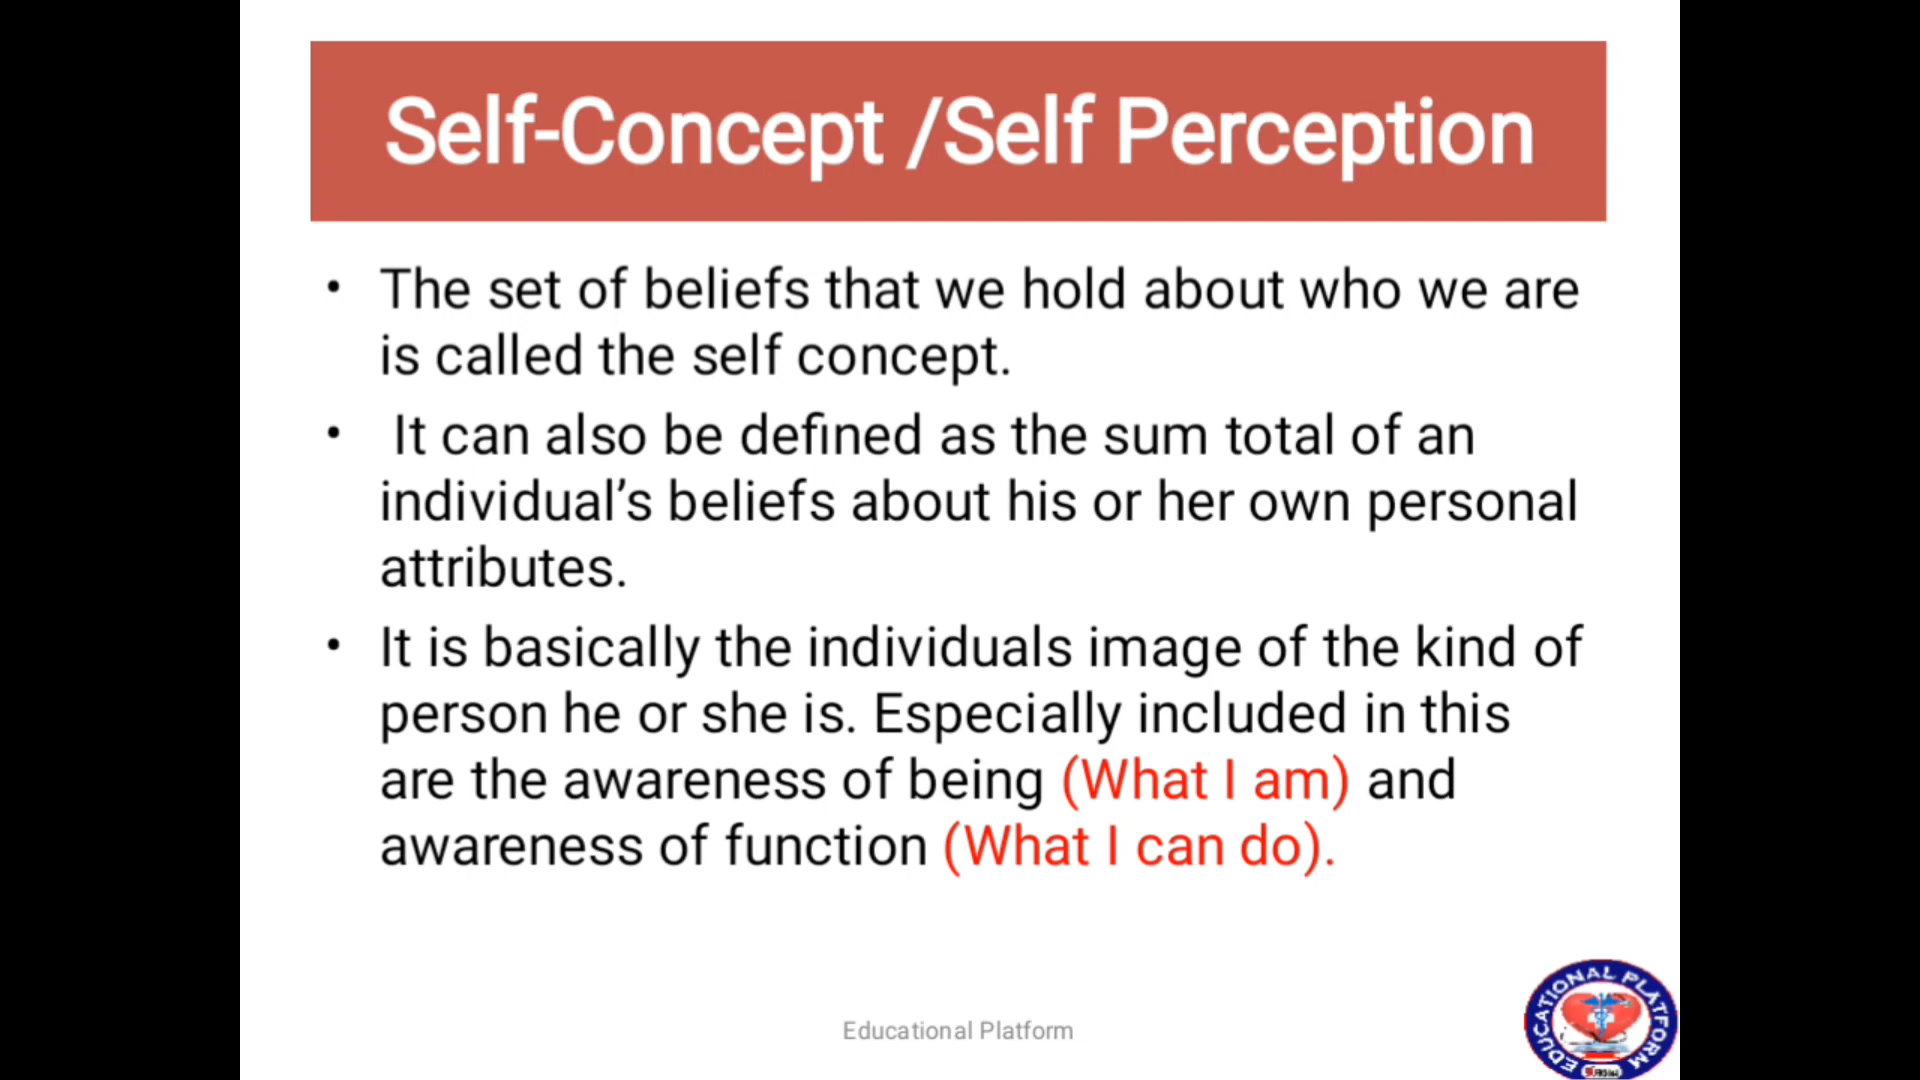 Self-Concept /Self Perception
• The set of beliefs that we hold about who we are
is called the self concept.
• It can also be defined as the sum total of an
individual’s beliefs about his or her own personal
attributes.
• It is basically the individuals image of the kind of
person he or she is. Especially included in this
are the awareness of being (What I am) and
awareness of function (What I can do).
Educational Platform
EDUCATIONAL PLATFORM